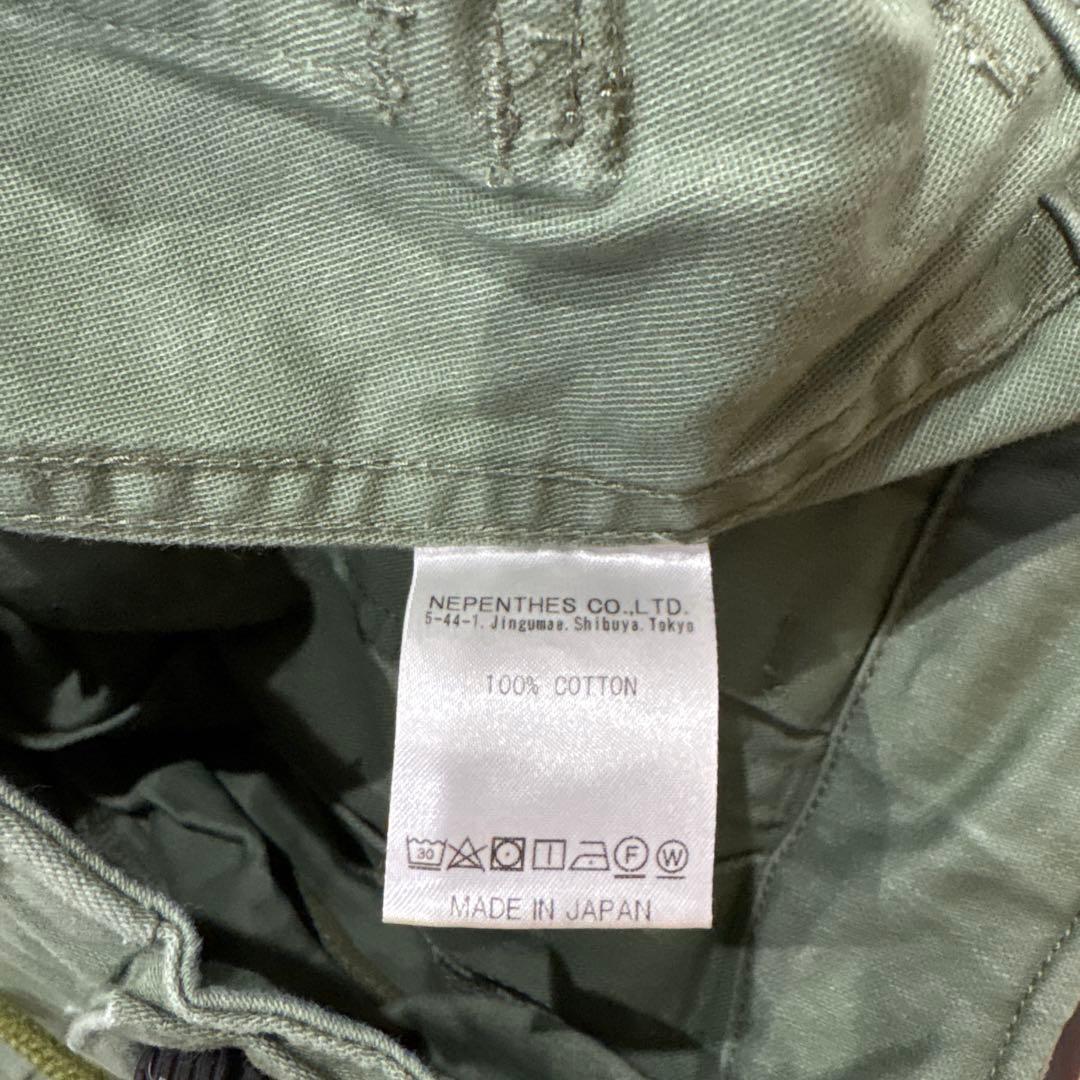 NEPENTHES CO.,LTD.
5-44-1. Jingumae. Shibuya. Tokyo
100% COTTON
30 F W
MADE IN JAPAN